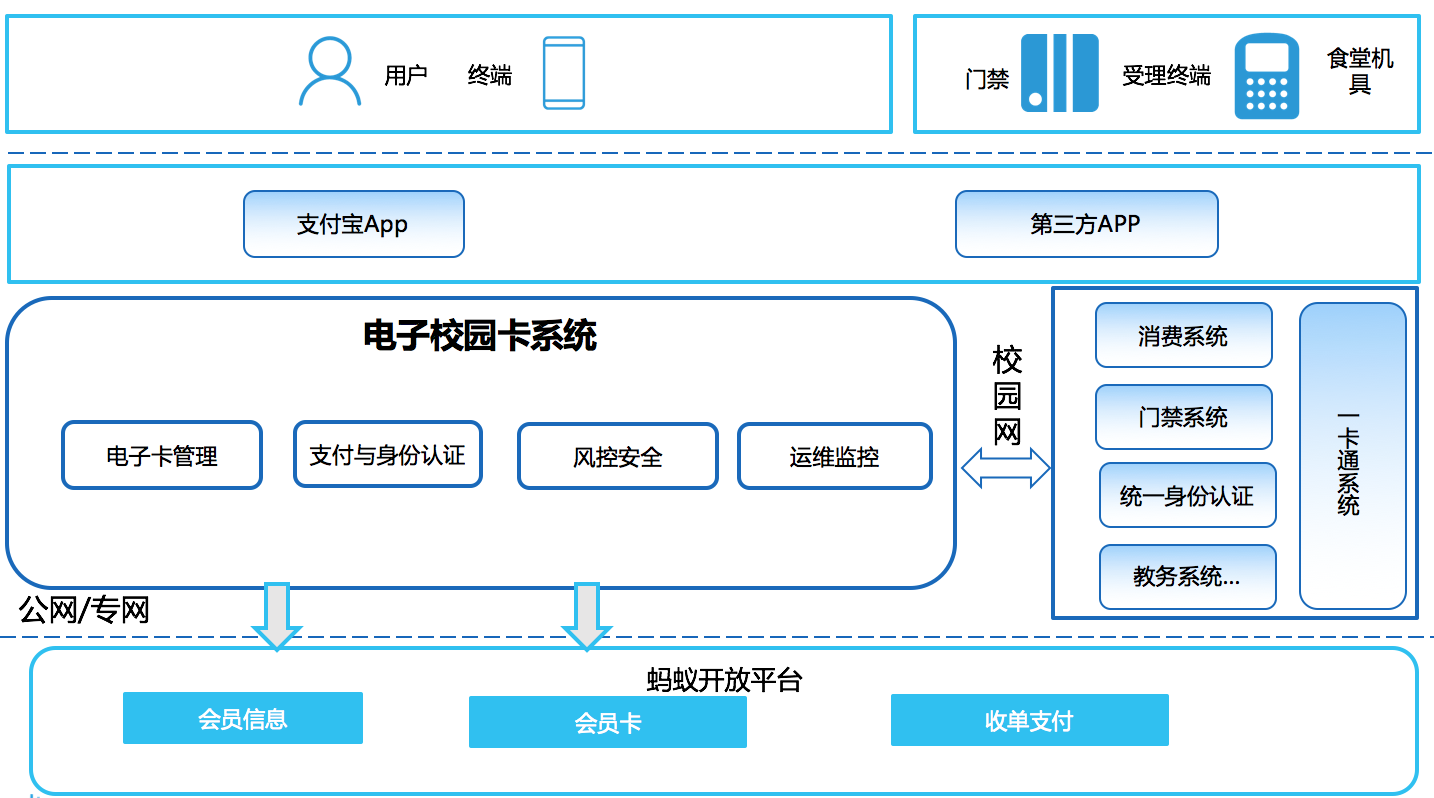 用户
终端
门禁
受理终端
食堂机
具
支付宝App
第三方APP
电子校园卡系统
电子卡管理
支付与身份认证
风控安全
运维监控
校
园
网
消费系统
门禁系统
统一身份认证
教务系统...
一
卡
通
系
统
公网/专网
蚂蚁开放平台
会员信息
会员卡
收单支付